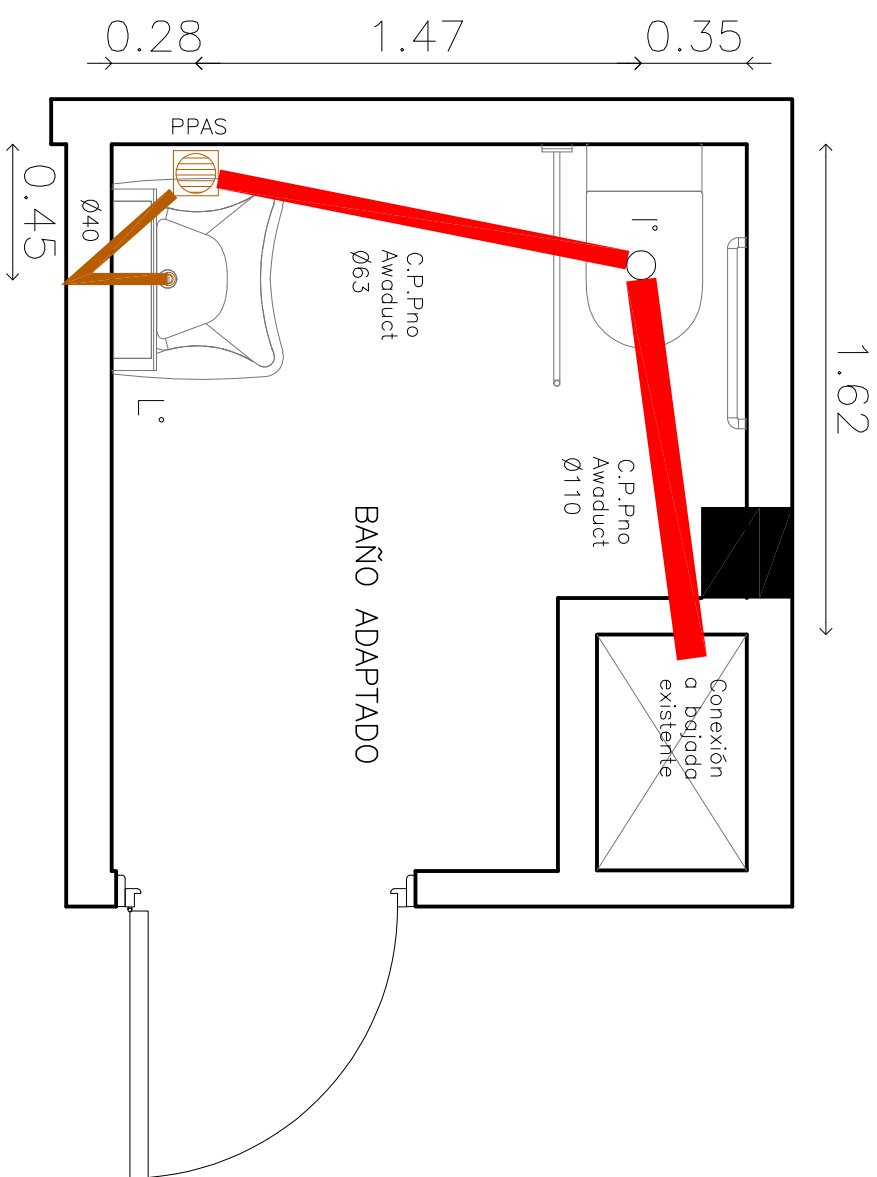 0.28
1.47
0.35
PPAS
0.45
Ø40
C.P.Pno
Awaduct
Ø63
I°
1.62
L°
C.P.Pno
Awaduct
Ø110
BAÑO ADAPTADO
Conexión
a bajada
existente